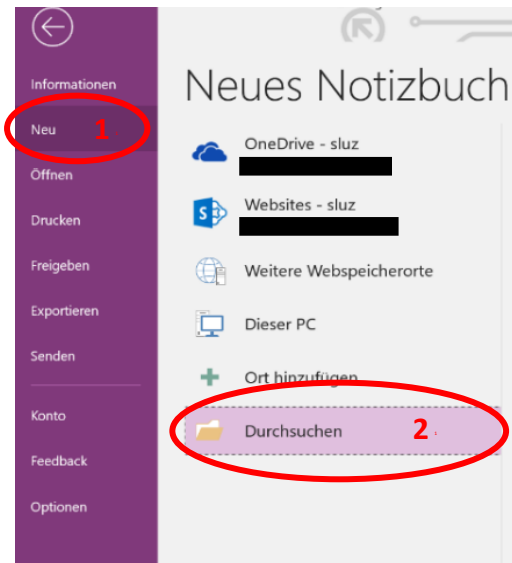 Informationen
Neu 1
Öffnen
Drucken
Freigeben
Exportieren
Senden
Konto
Feedback
Optionen
Neues Notizbuch
OneDrive - sluz
Websites - sluz
S
Weitere Webspeicherorte
Dieser PC
Ort hinzufügen
Durchsuchen 2